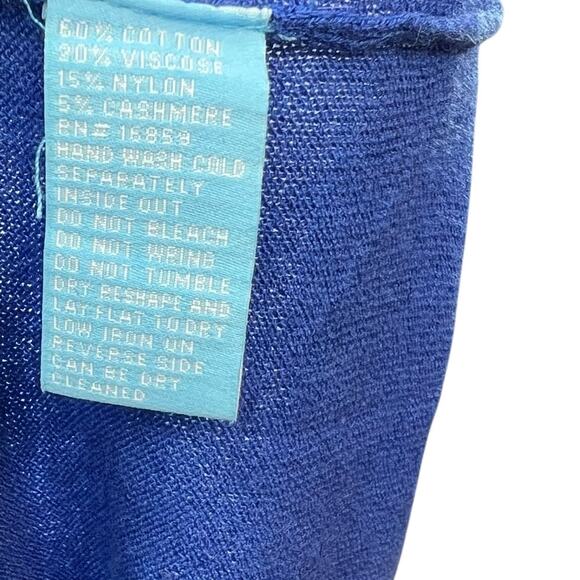 60% COTTON
20% VISCOSE
15% NYLON
5% CASHMERE
RN# 16859
HAND WASH COLD
SEPARATELY
INSIDE OUT
DO NOT BLEACH
DO NOT WRING
DO NOT TUMBLE
DRY RESHAPE AND
LAY FLAT TO DRY
LOW IRON ON
REVERSE SIDE
CAN BE DRY
CLEANED